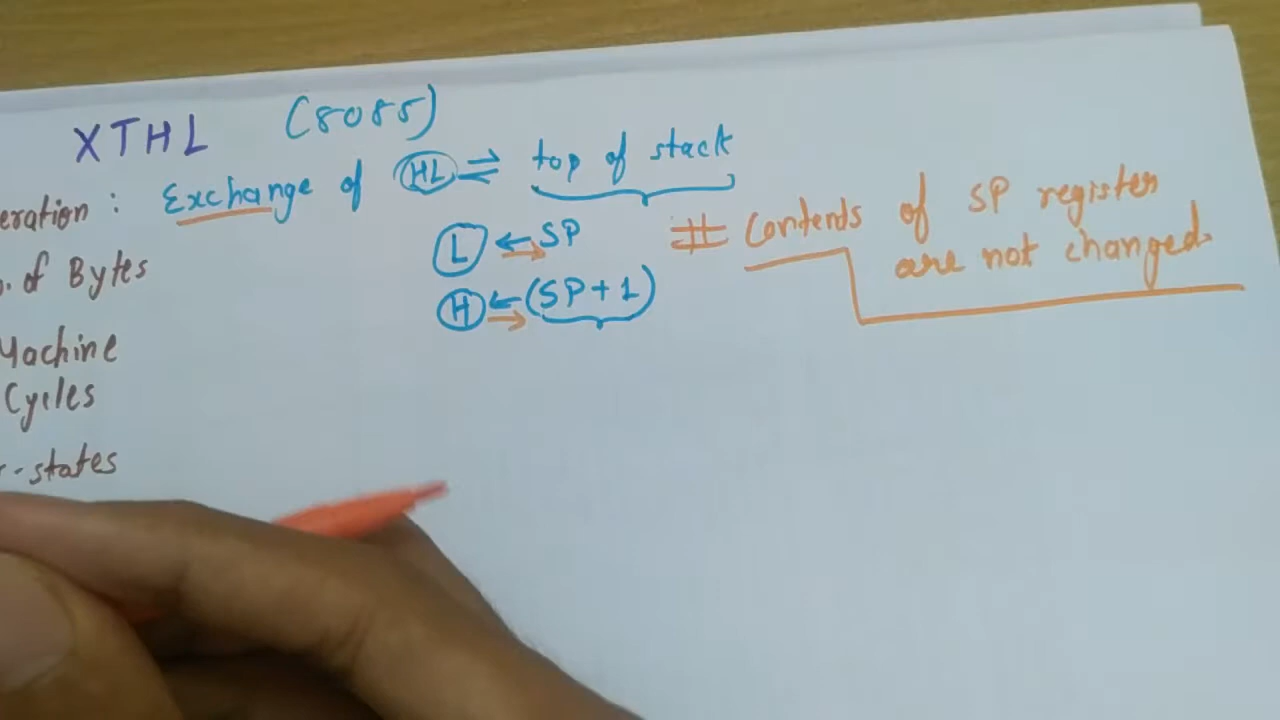 XTHL (8085)
eration : Exchange of HL ⇌ top of stack
L ⇄ SP
# Contents of SP register
are not changed.
o. of Bytes
H ⇄ (SP+1)
Machine
Cycles
-states